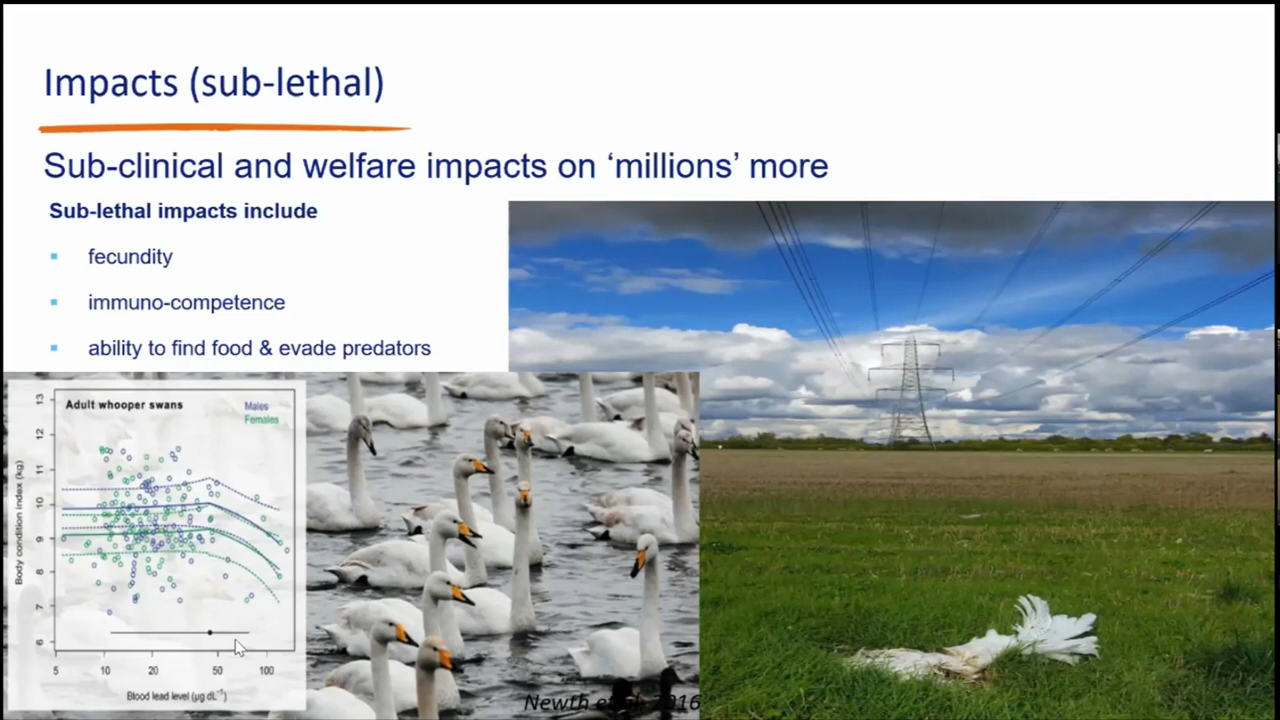 Impacts (sub-lethal)
Sub-clinical and welfare impacts on ‘millions’ more
Sub-lethal impacts include
▪ fecundity
▪ immuno-competence
▪ ability to find food & evade predators
Adult whooper swans
Males
Females
Body condition index (kg)
13
12
11
10
9
8
7
6
5 10 20 50 100
Blood lead level (µg dL⁻¹)
Newth et al. 2016